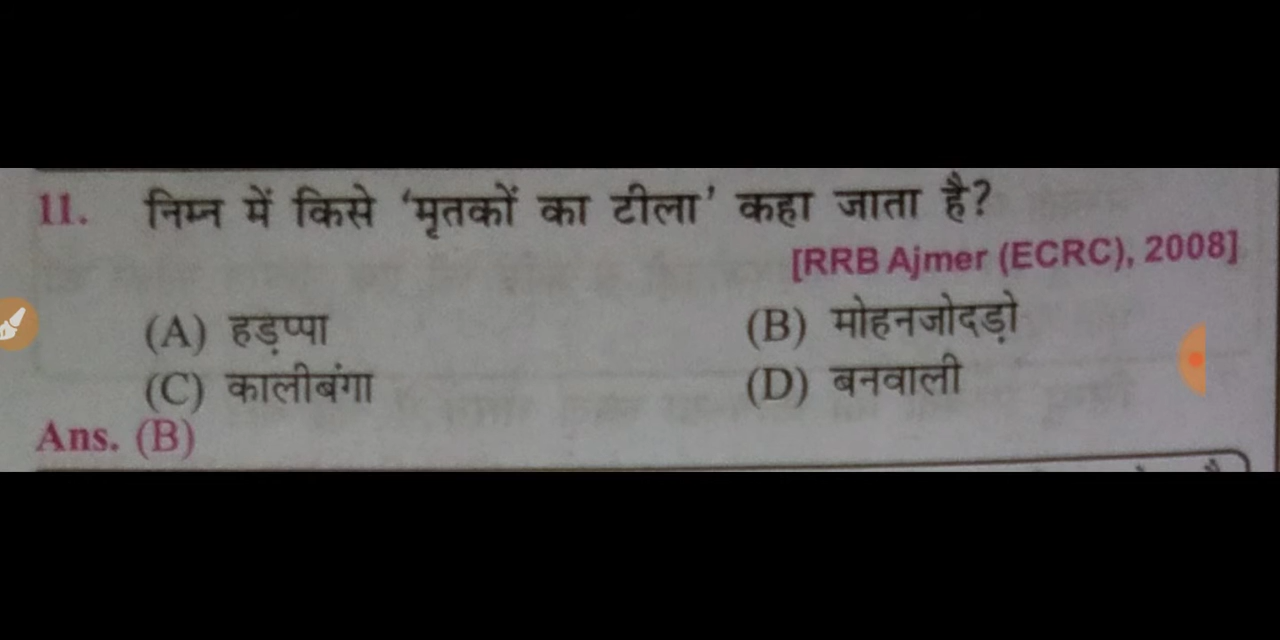 11. निम्न में किसे ‘मृतकों का टीला’ कहा जाता है?
[RRB Ajmer (ECRC), 2008]
(A) हड़प्पा (B) मोहनजोदड़ो
(C) कालीबंगा (D) बनवाली
Ans. (B)